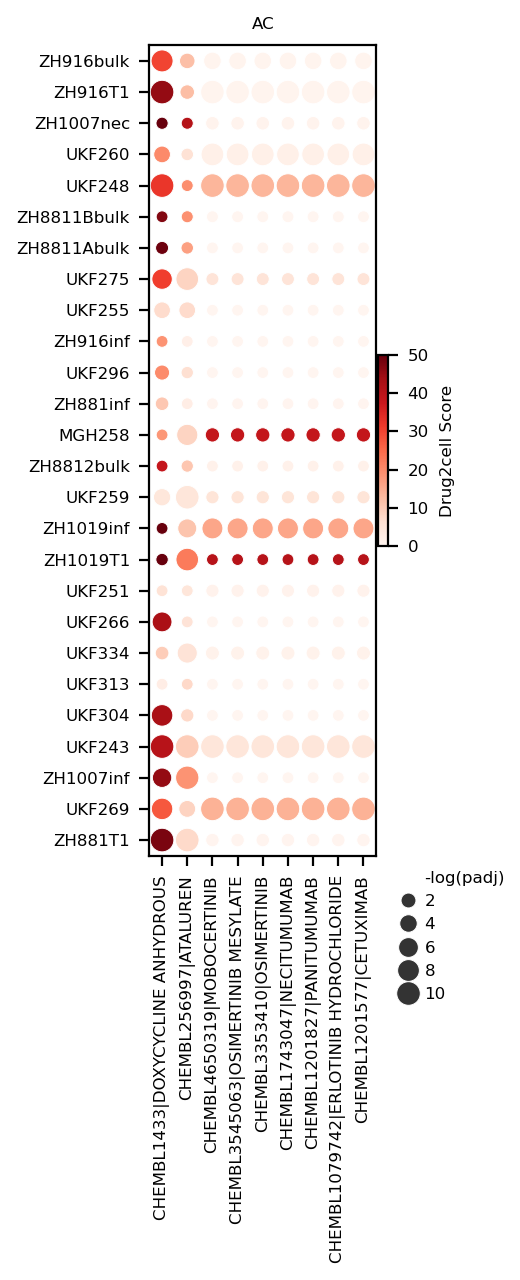 AC
ZH916bulk
ZH916T1
ZH1007nec
UKF260
UKF248
ZH8811Bbulk
ZH8811Abulk
UKF275
UKF255
ZH916inf
UKF296
ZH881inf
MGH258
ZH8812bulk
UKF259
ZH1019inf
ZH1019T1
UKF251
UKF266
UKF334
UKF313
UKF304
UKF243
ZH1007inf
UKF269
ZH881T1
50
40
30
20
10
0
Drug2cell Score
CHEMBL1433|DOXYCYCLINE ANHYDROUS
CHEMBL256997|ATALUREN
CHEMBL4650319|MOBOCERTINIB
CHEMBL3545063|OSIMERTINIB MESYLATE
CHEMBL3353410|OSIMERTINIB
CHEMBL1743047|NECITUMUMAB
CHEMBL1201827|PANITUMUMAB
CHEMBL1079742|ERLOTINIB HYDROCHLORIDE
CHEMBL1201577|CETUXIMAB
-log(padj)
2
4
6
8
10